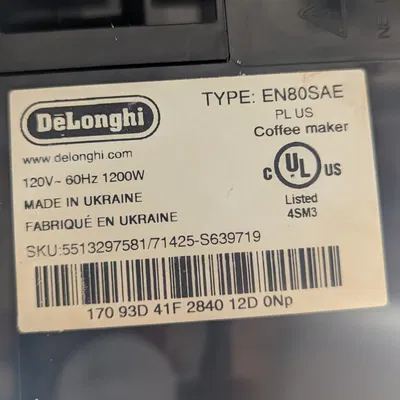 DeLonghi
www.delonghi.com
120V~ 60Hz 1200W
MADE IN UKRAINE
FABRIQUÉ EN UKRAINE
SKU:5513297581/71425-S639719
TYPE: EN80SAE
PL US
Coffee maker
C UL US
Listed
4SM3
170 93D 41F 2840 12D 0Np